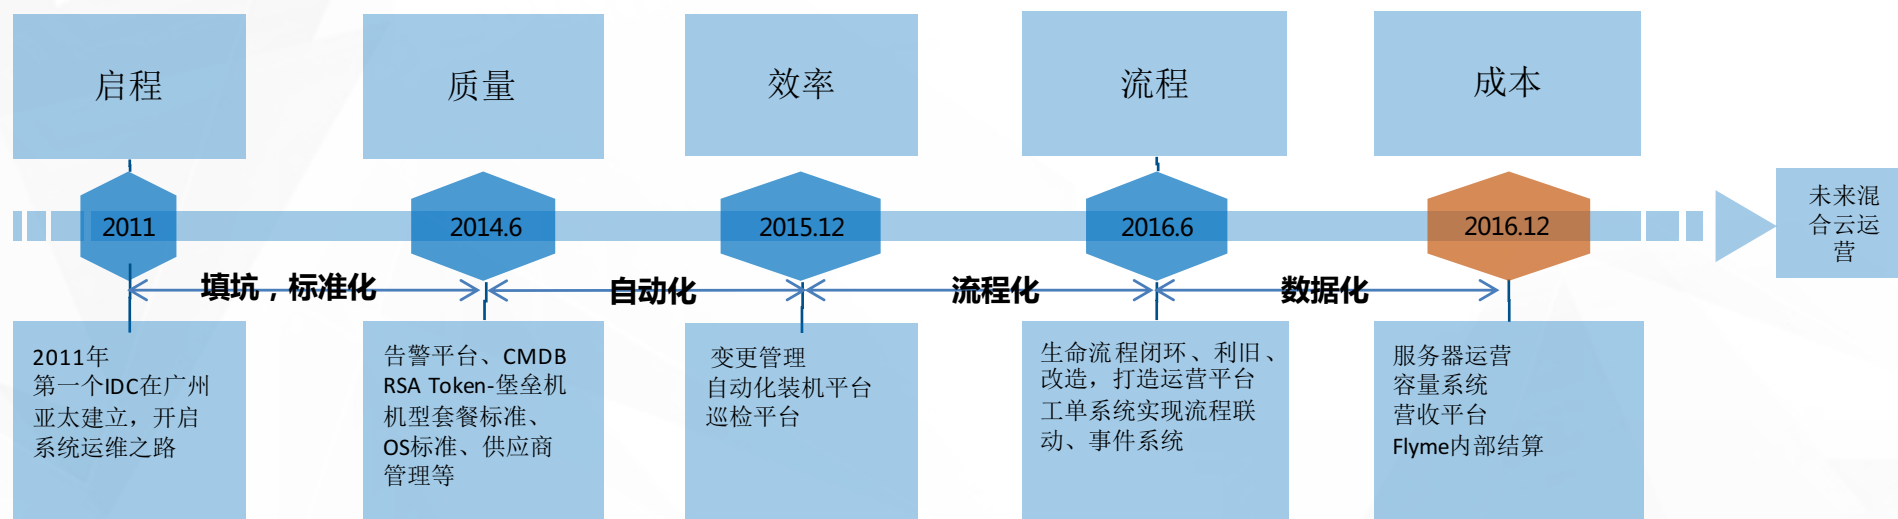 启程
质量
效率
流程
成本
2011
2014.6
2015.12
2016.6
2016.12
未来混
合云运
营
填坑，标准化
自动化
流程化
数据化
2011年
第一个IDC在广州
亚太建立，开启
系统运维之路
告警平台、CMDB
RSA Token-堡垒机
机型套餐标准、
OS标准、供应商
管理等
变更管理
自动化装机平台
巡检平台
生命流程闭环、利旧、
改造，打造运营平台
工单系统实现流程联
动、事件系统
服务器运营
容量系统
营收平台
Flyme内部结算